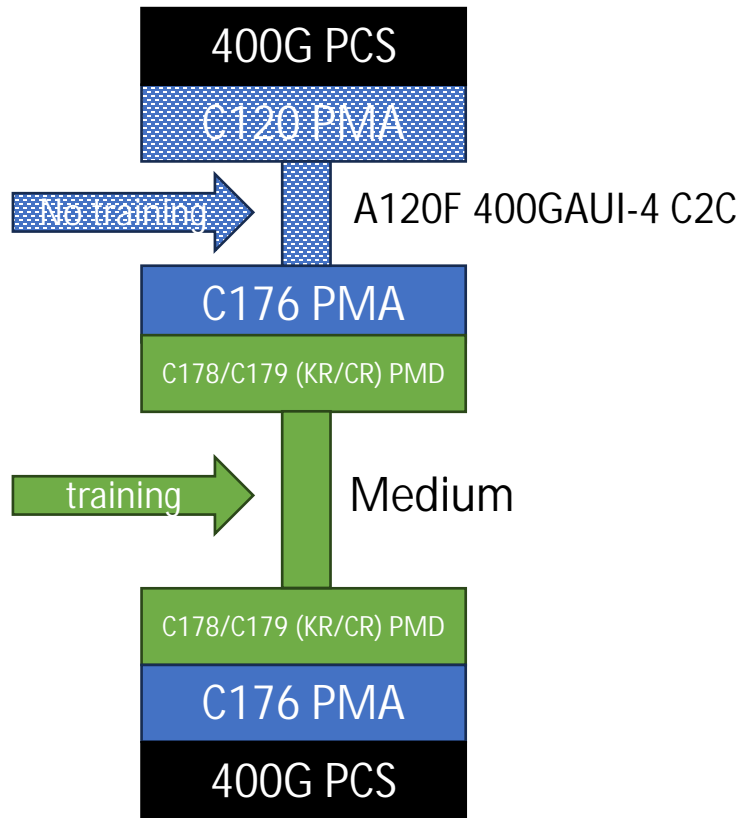 400G PCS
C120 PMA
No training
A120F 400GAUI-4 C2C
C176 PMA
C178/C179 (KR/CR) PMD
training
Medium
C178/C179 (KR/CR) PMD
C176 PMA
400G PCS